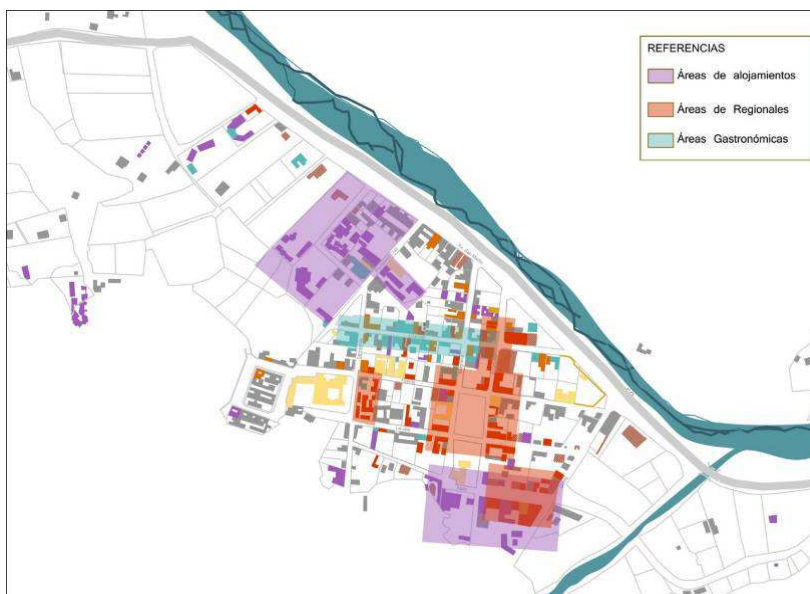 REFERENCIAS
Áreas de alojamientos
Áreas de Regionales
Áreas Gastronómicas